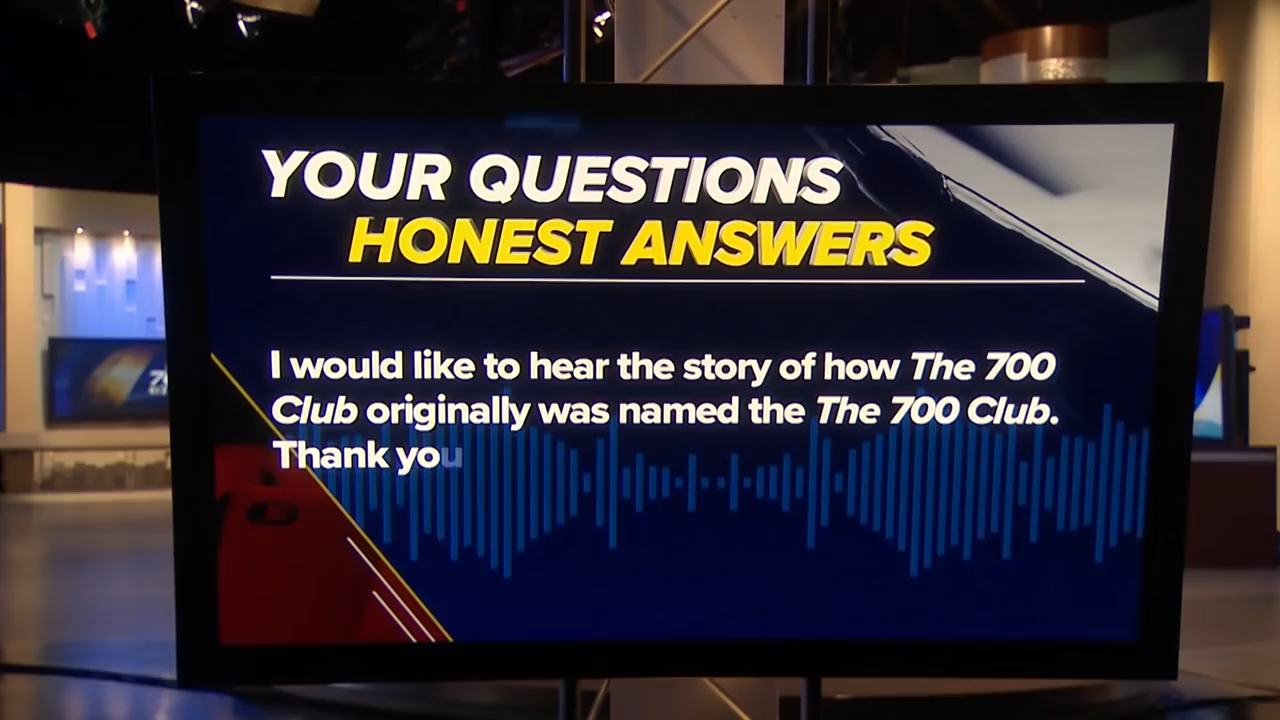 YOUR QUESTIONS
HONEST ANSWERS
I would like to hear the story of how The 700
Club originally was named the The 700 Club.
Thank you